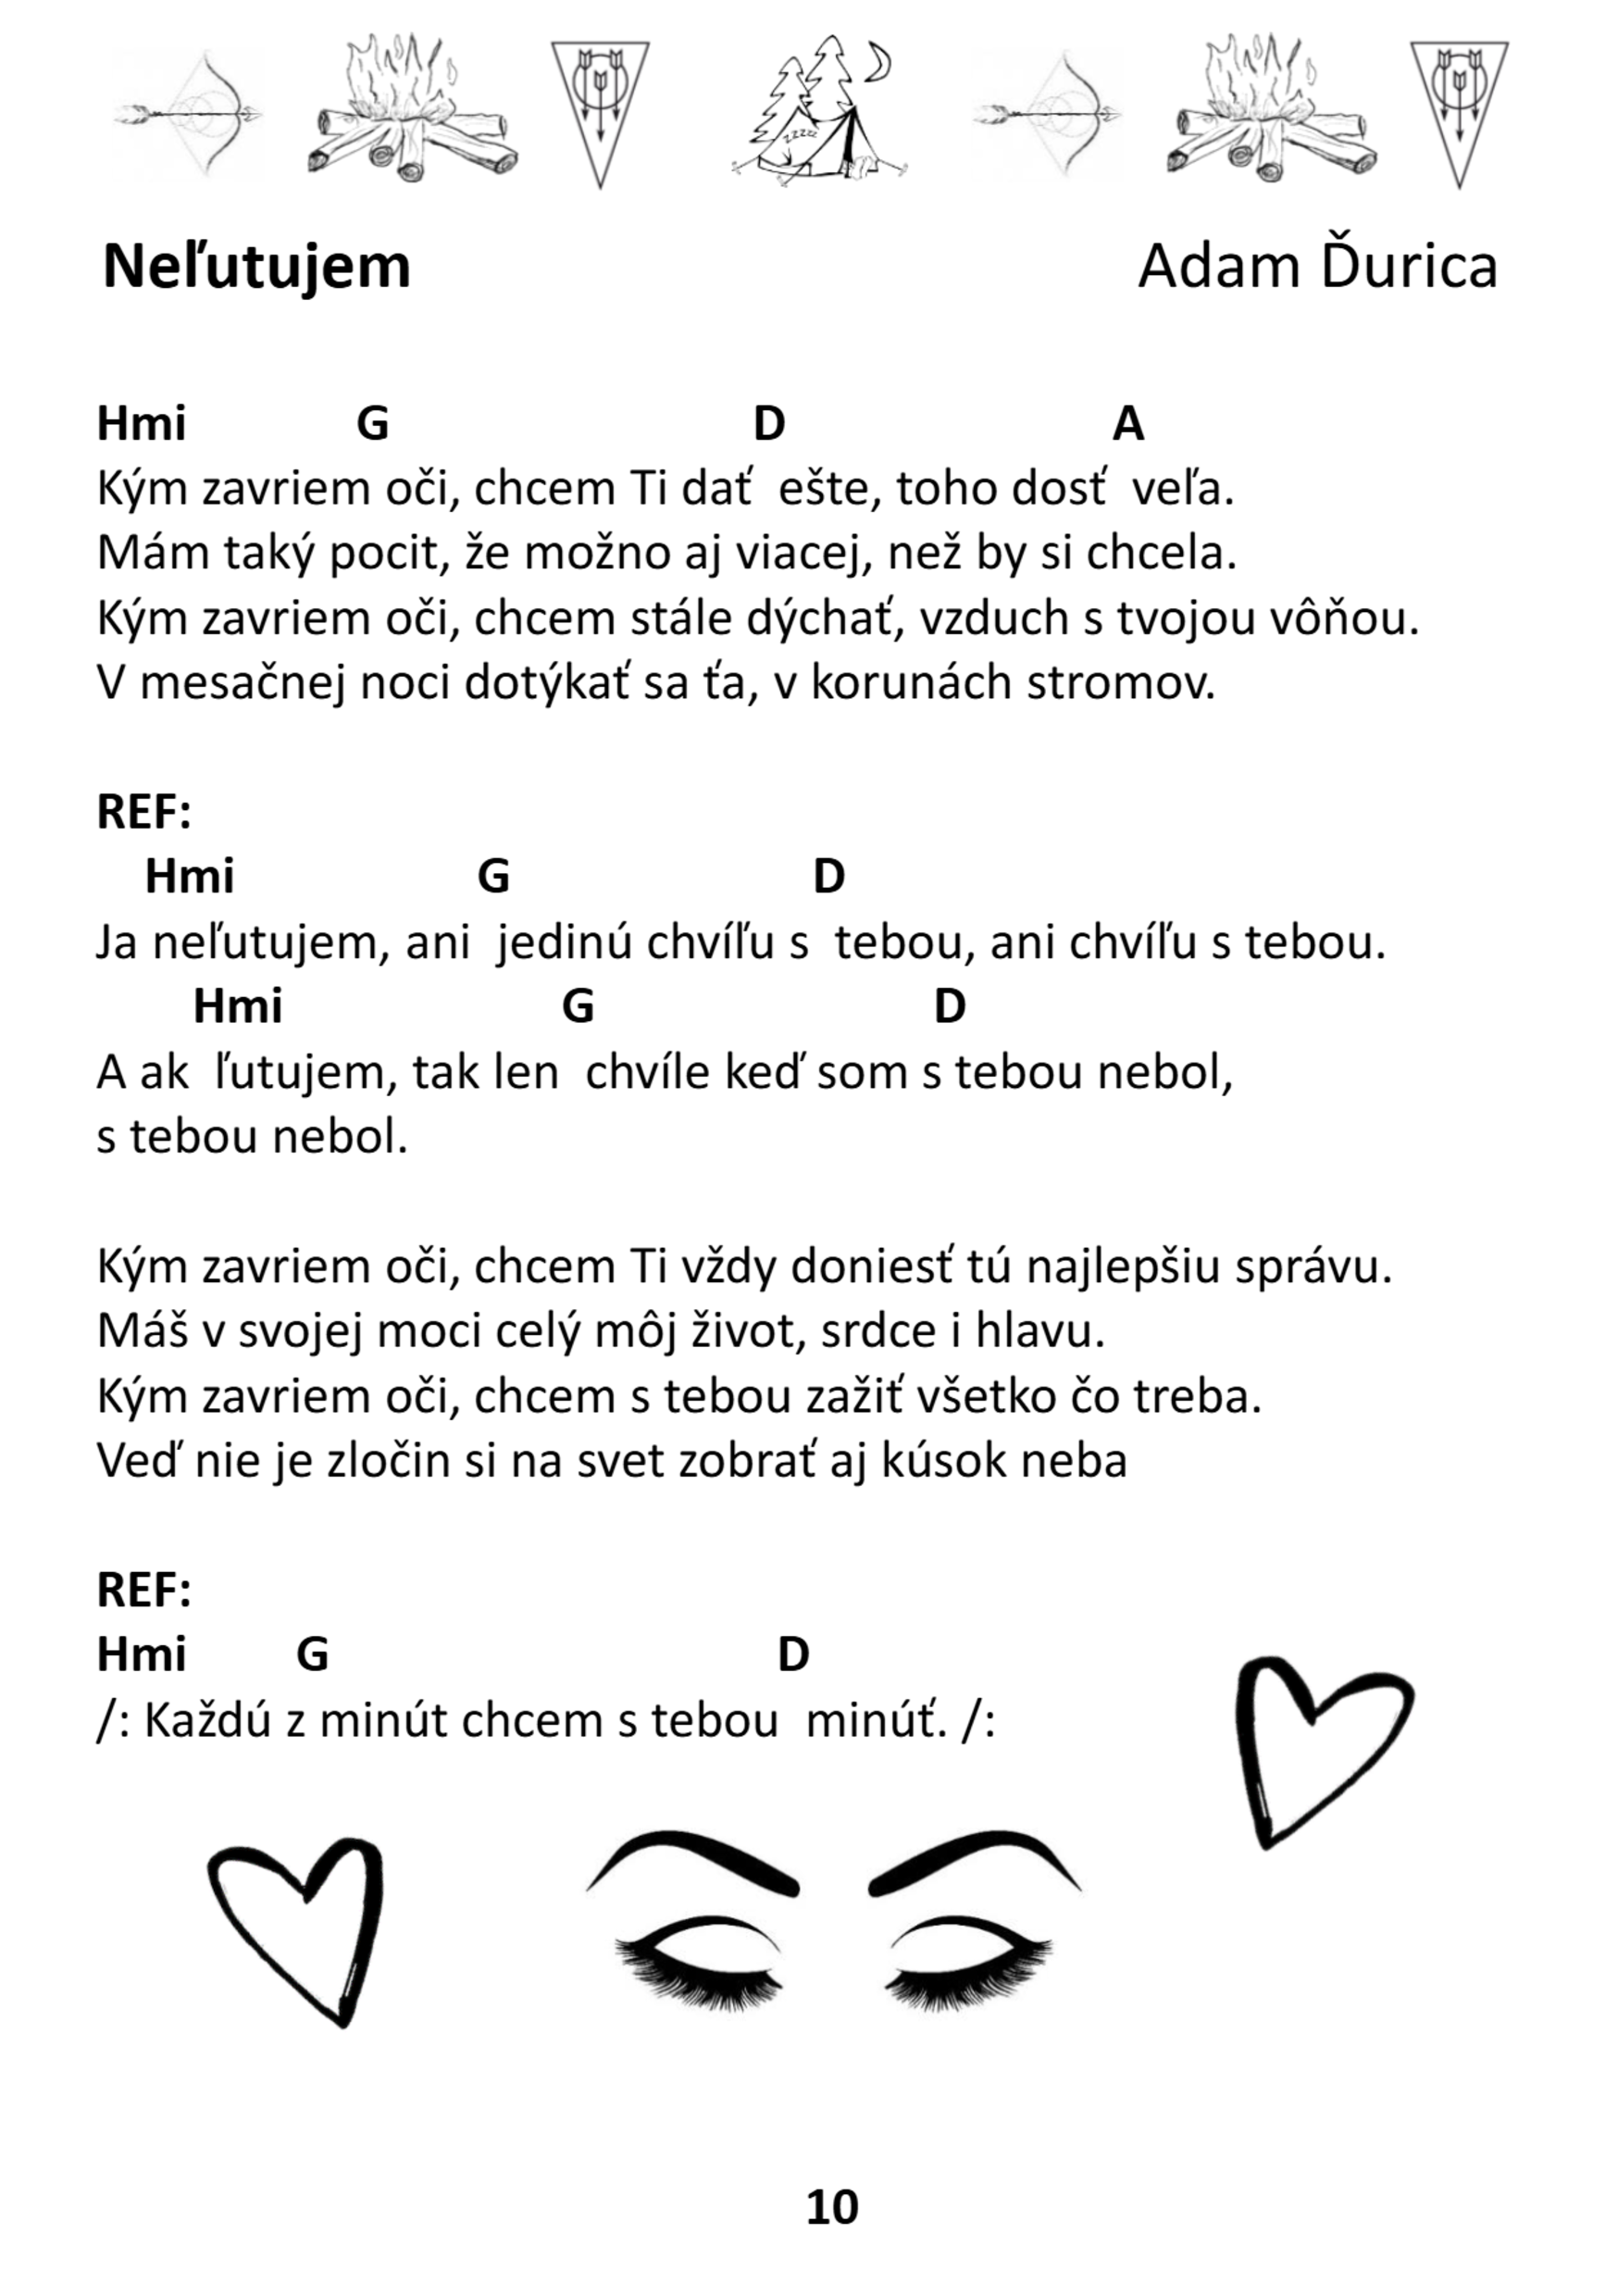 zzzzz
Neľutujem Adam Ďurica
Hmi G D A
Kým zavriem oči, chcem Ti dať ešte, toho dosť veľa.
Mám taký pocit, že možno aj viacej, než by si chcela.
Kým zavriem oči, chcem stále dýchať, vzduch s tvojou vôňou.
V mesačnej noci dotýkať sa ťa, v korunách stromov.
REF:
Hmi G D
Ja neľutujem, ani jedinú chvíľu s tebou, ani chvíľu s tebou.
Hmi G D
A ak ľutujem, tak len chvíle keď som s tebou nebol,
s tebou nebol.
Kým zavriem oči, chcem Ti vždy doniesť tú najlepšiu správu.
Máš v svojej moci celý môj život, srdce i hlavu.
Kým zavriem oči, chcem s tebou zažiť všetko čo treba.
Veď nie je zločin si na svet zobrať aj kúsok neba
REF:
Hmi G D
/: Každú z minút chcem s tebou minúť. /:
10